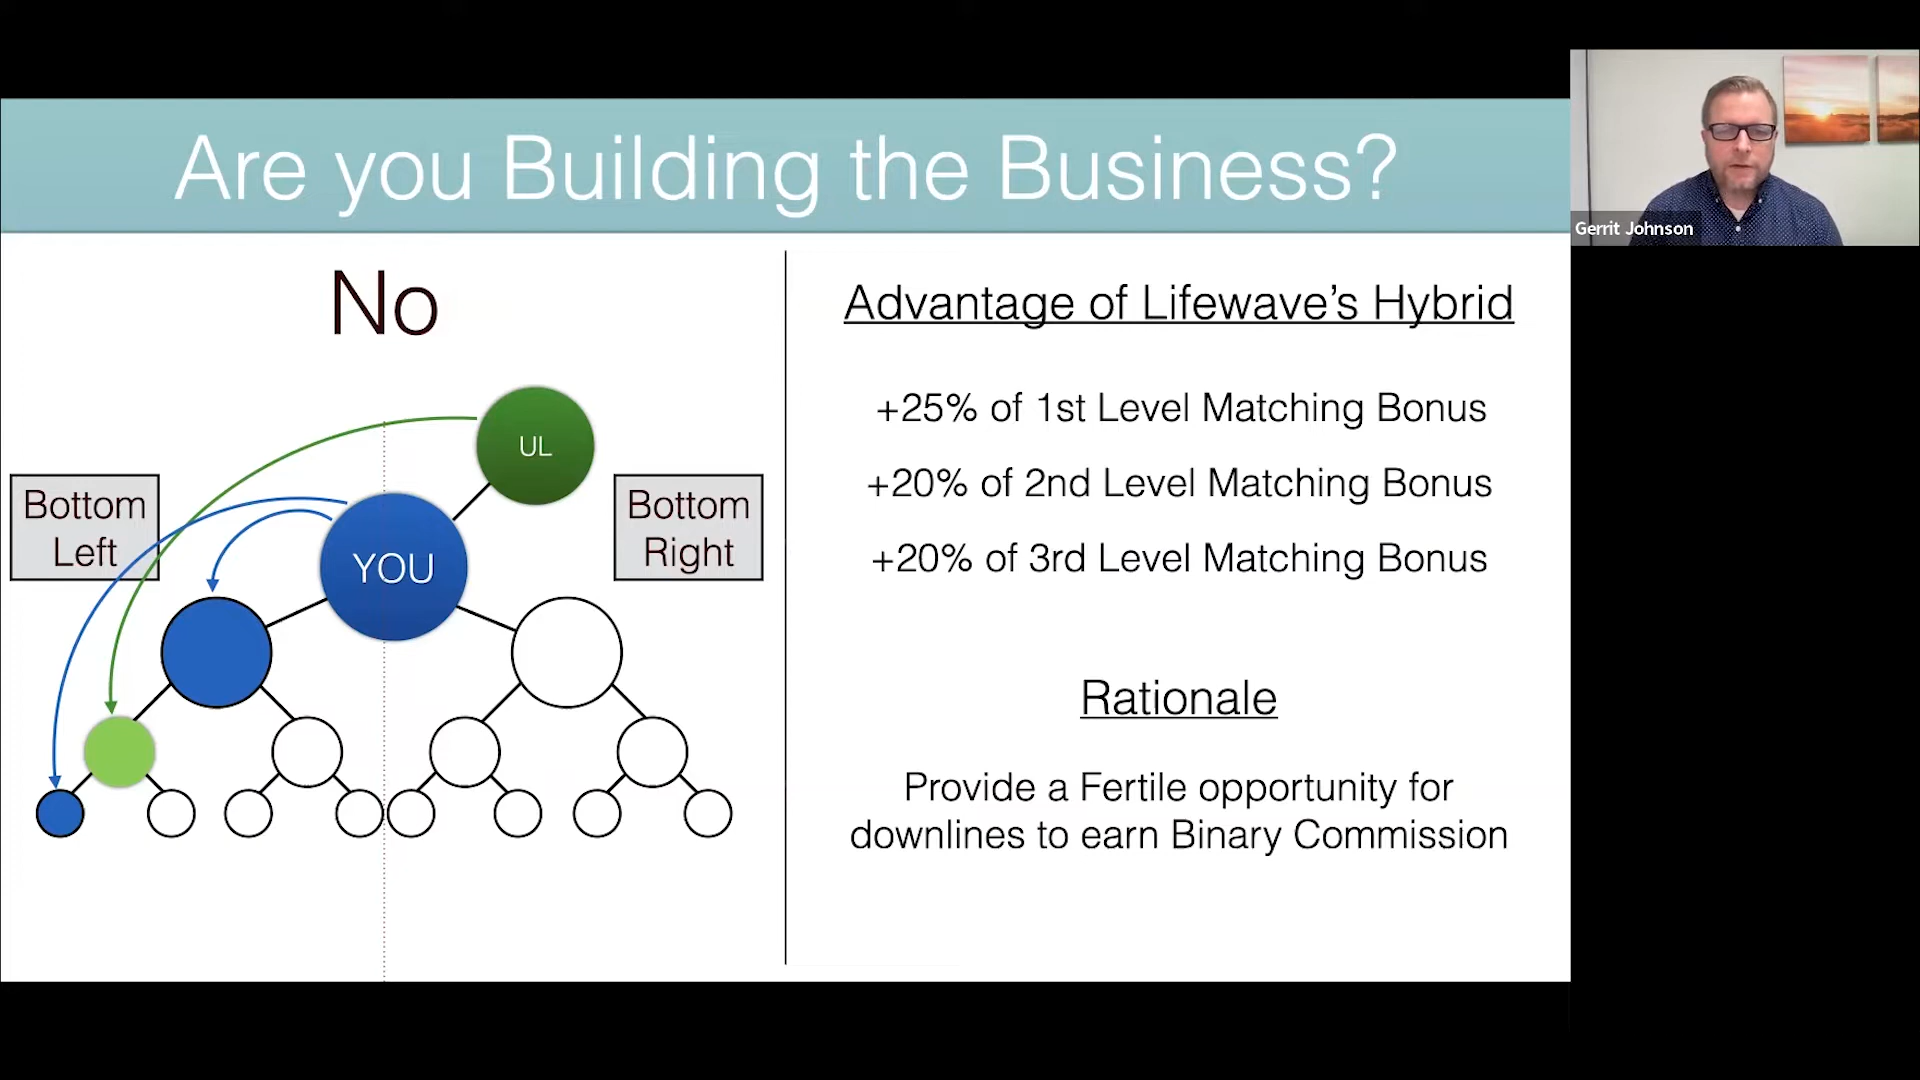 Are you Building the Business?
Gerrit Johnson
No
UL
Bottom
Left
YOU
Bottom
Right
Advantage of Lifewave’s Hybrid
+25% of 1st Level Matching Bonus
+20% of 2nd Level Matching Bonus
+20% of 3rd Level Matching Bonus
Rationale
Provide a Fertile opportunity for
downlines to earn Binary Commission